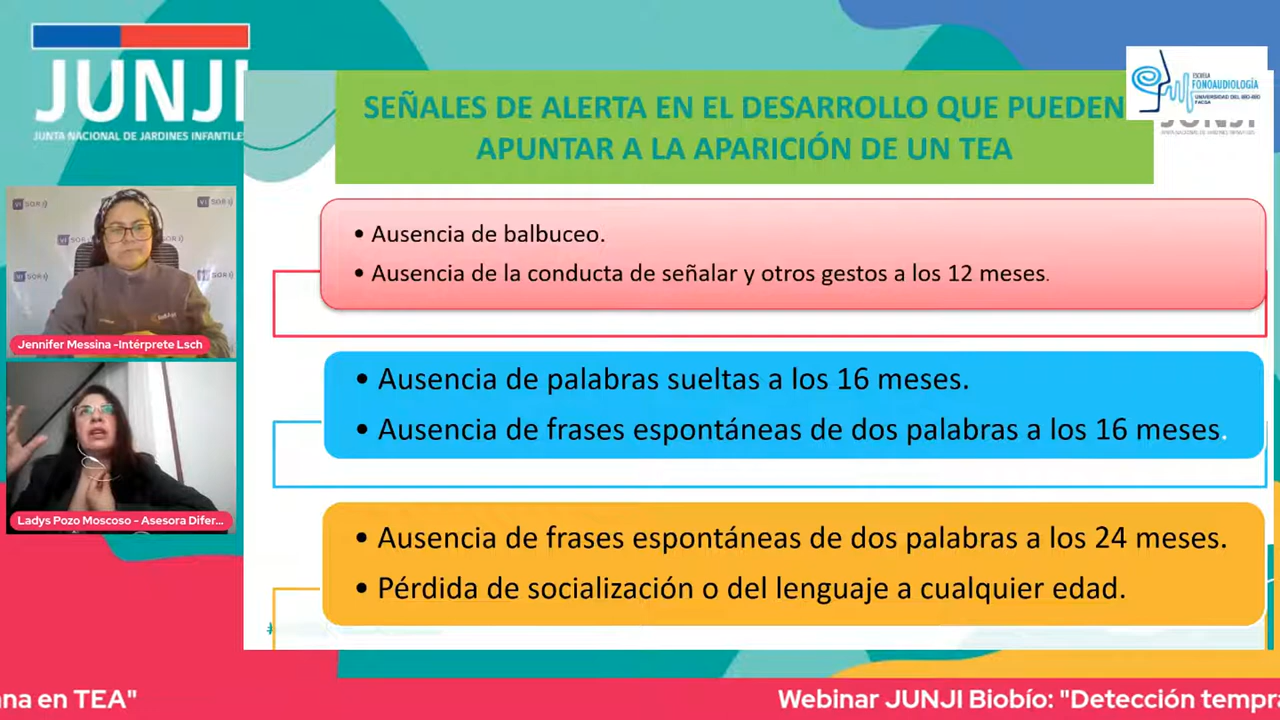 JUNJI
JUNTA NACIONAL DE JARDINES INFANTILES
SEÑALES DE ALERTA EN EL DESARROLLO QUE PUEDEN
APUNTAR A LA APARICIÓN DE UN TEA
ESCUELA
FONOAUDIOLOGÍA
UNIVERSIDAD DEL BÍO-BÍO
FACSA
JUNJI
• Ausencia de balbuceo.
• Ausencia de la conducta de señalar y otros gestos a los 12 meses.
• Ausencia de palabras sueltas a los 16 meses.
• Ausencia de frases espontáneas de dos palabras a los 16 meses.
• Ausencia de frases espontáneas de dos palabras a los 24 meses.
• Pérdida de socialización o del lenguaje a cualquier edad.
Jennifer Messina -Intérprete Lsch
Ladys Pozo Moscoso - Asesora Difer...
ana en TEA"
Webinar JUNJI Biobío: "Detección tempra